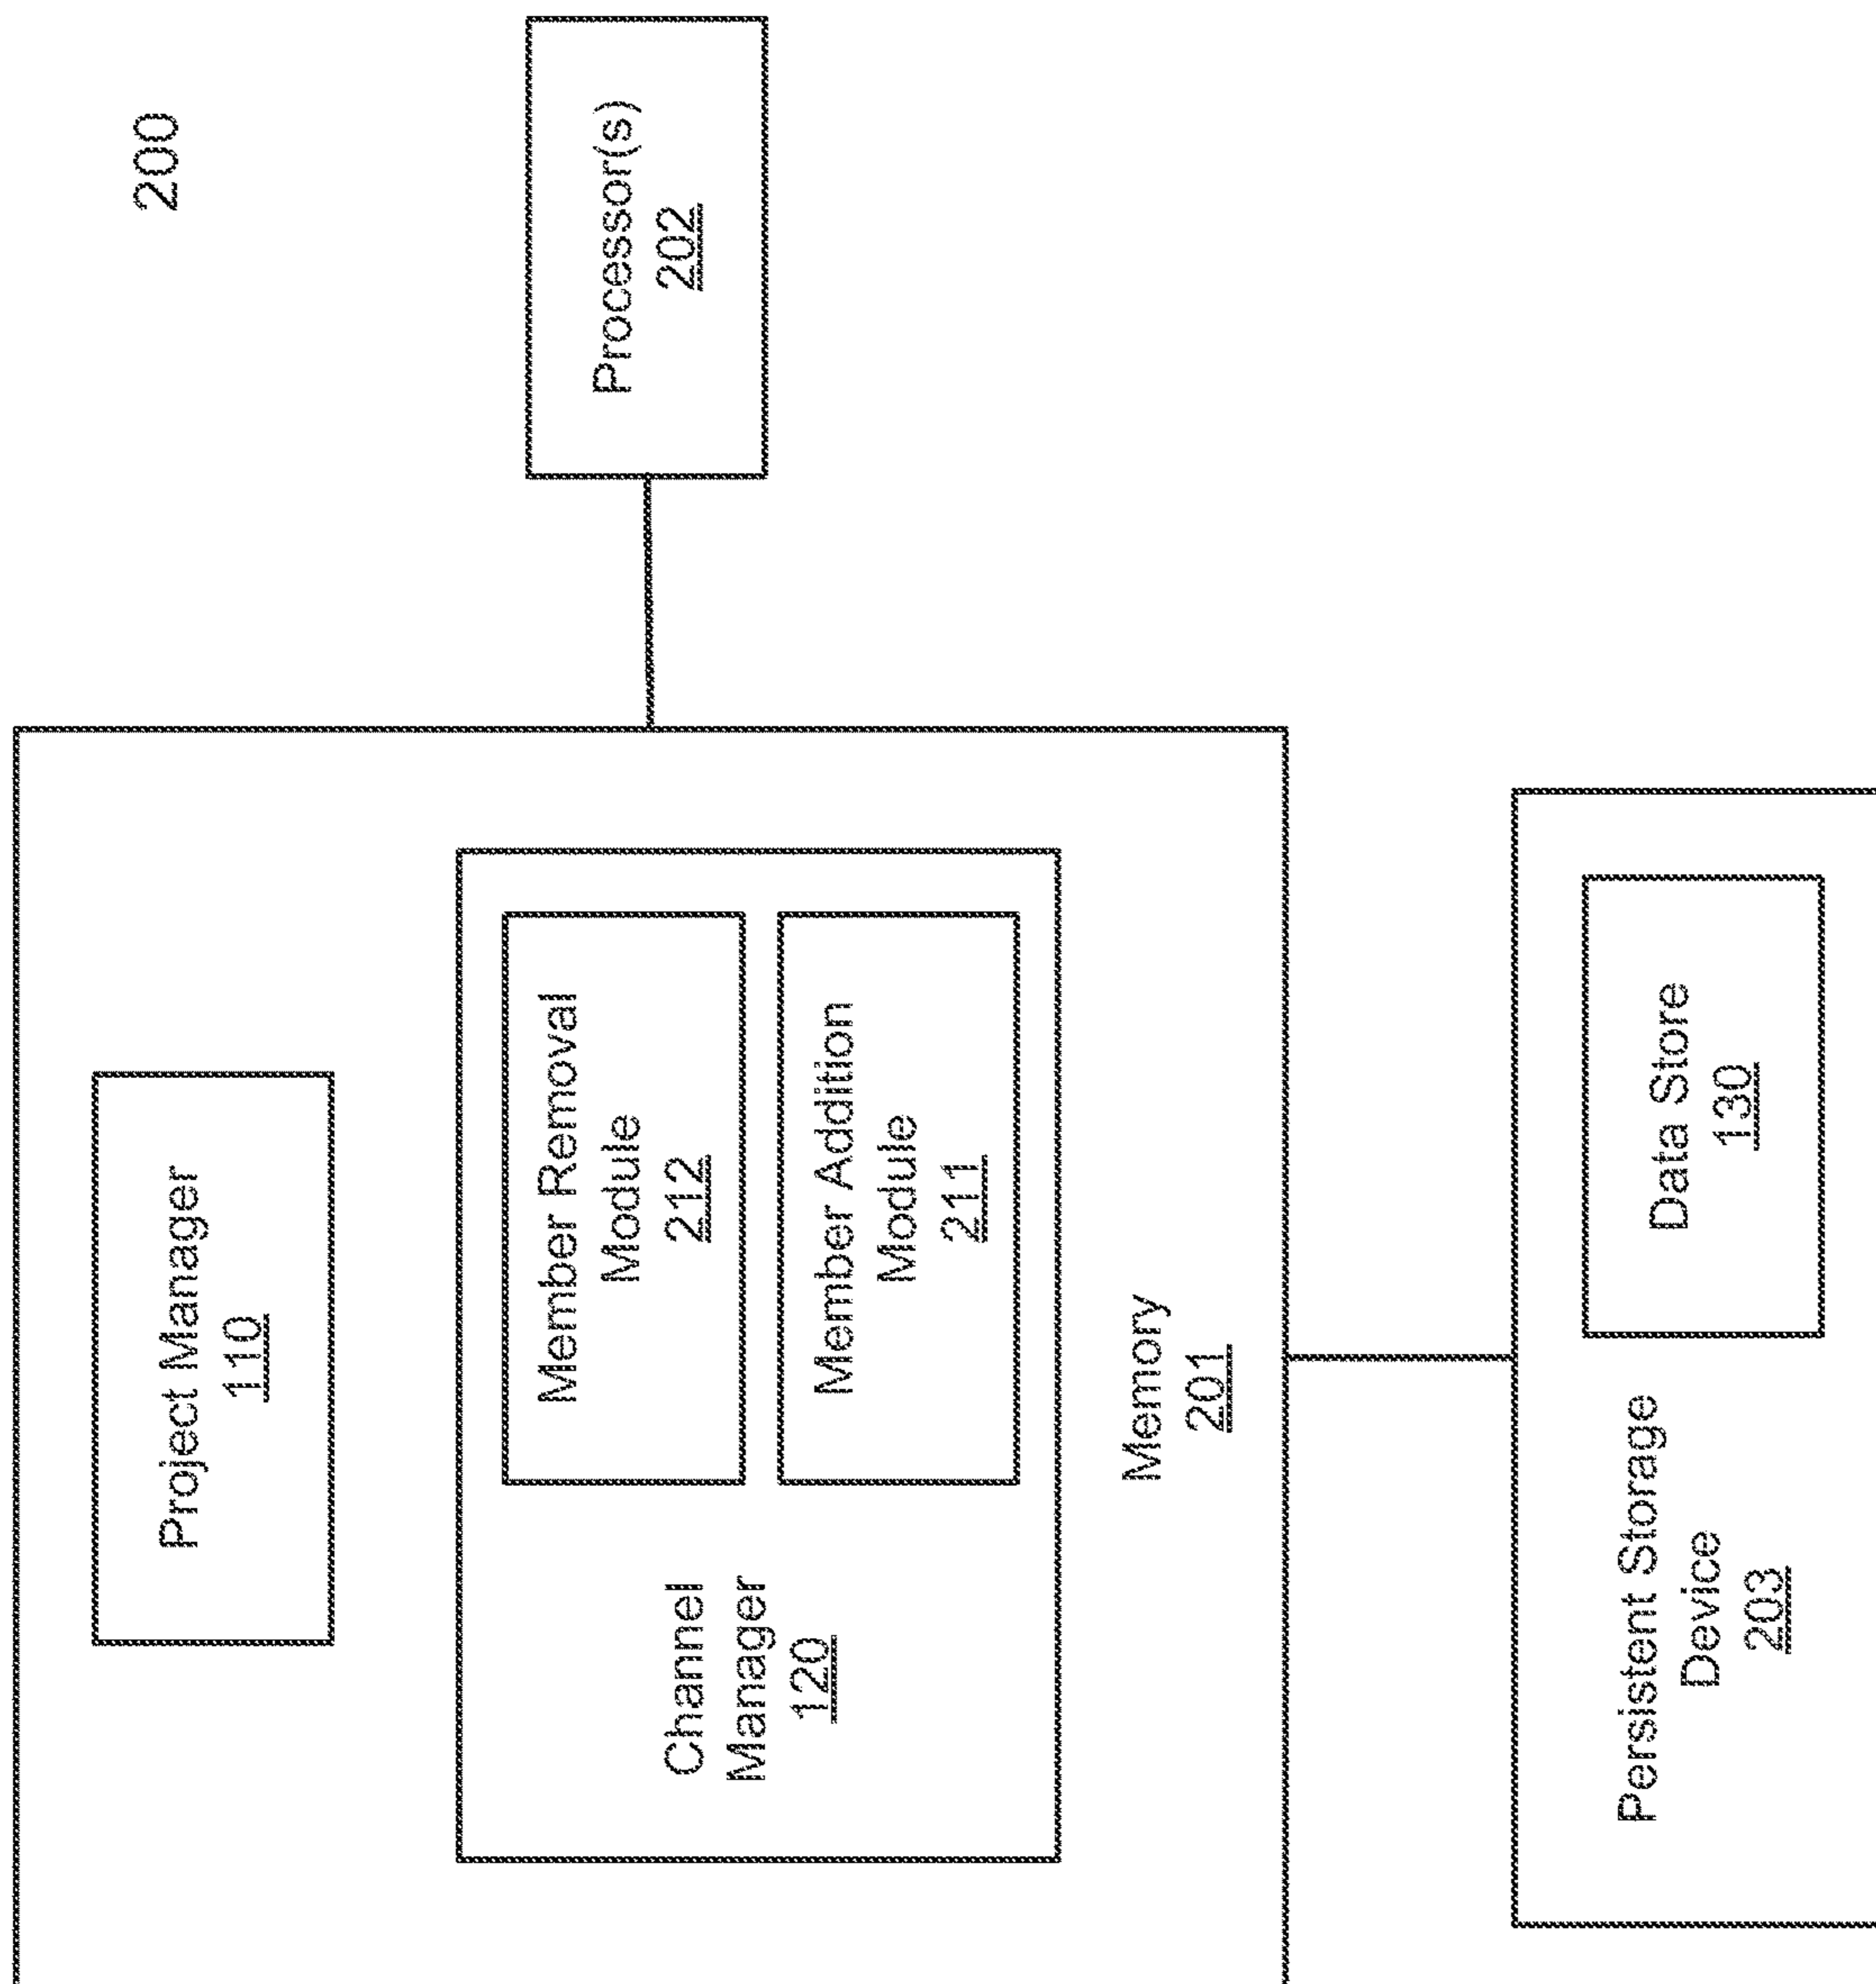 200
Project Manager
110
Channel
Manager
120
Member Removal
Module
212
Member Addition
Module
211
Memory
201
Processor(s)
202
Persistent Storage
Device
203
Data Store
130